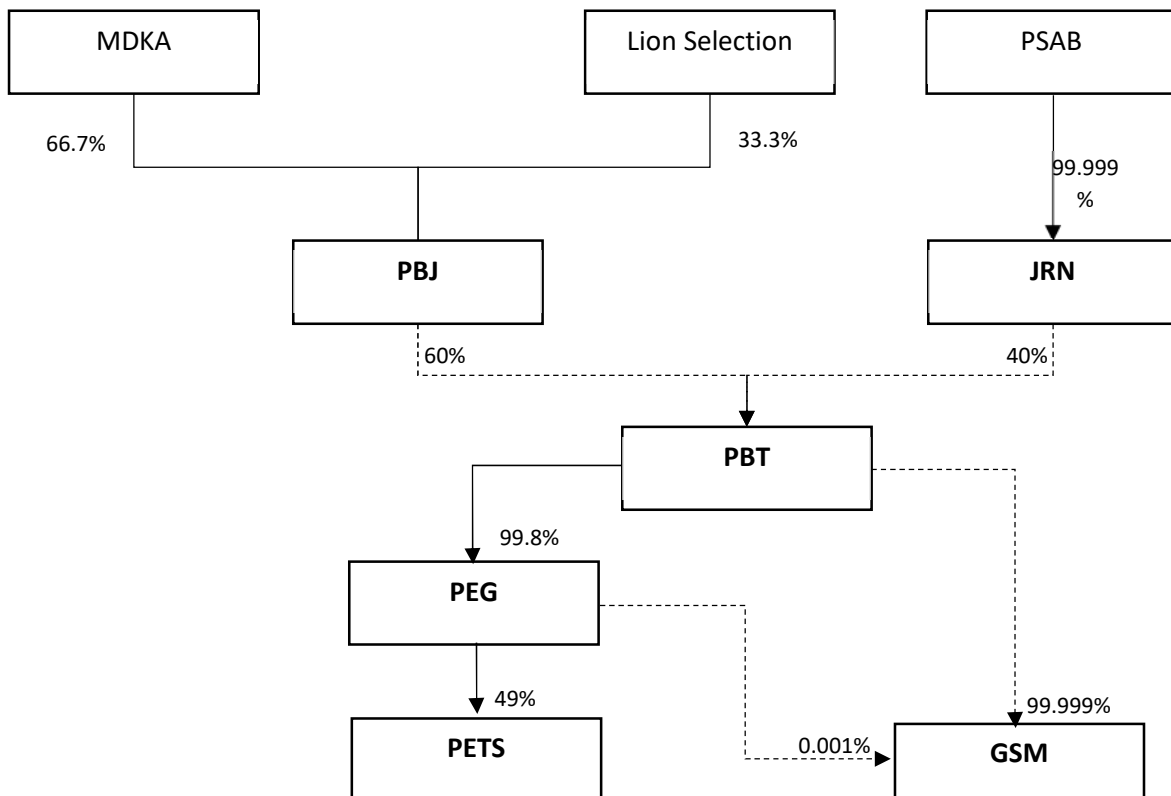 MDKA
Lion Selection
PSAB
66.7%
33.3%
99.999
%
PBJ
JRN
60%
40%
PBT
99.8%
PEG
49%
99.999%
PETS
0.001%
GSM